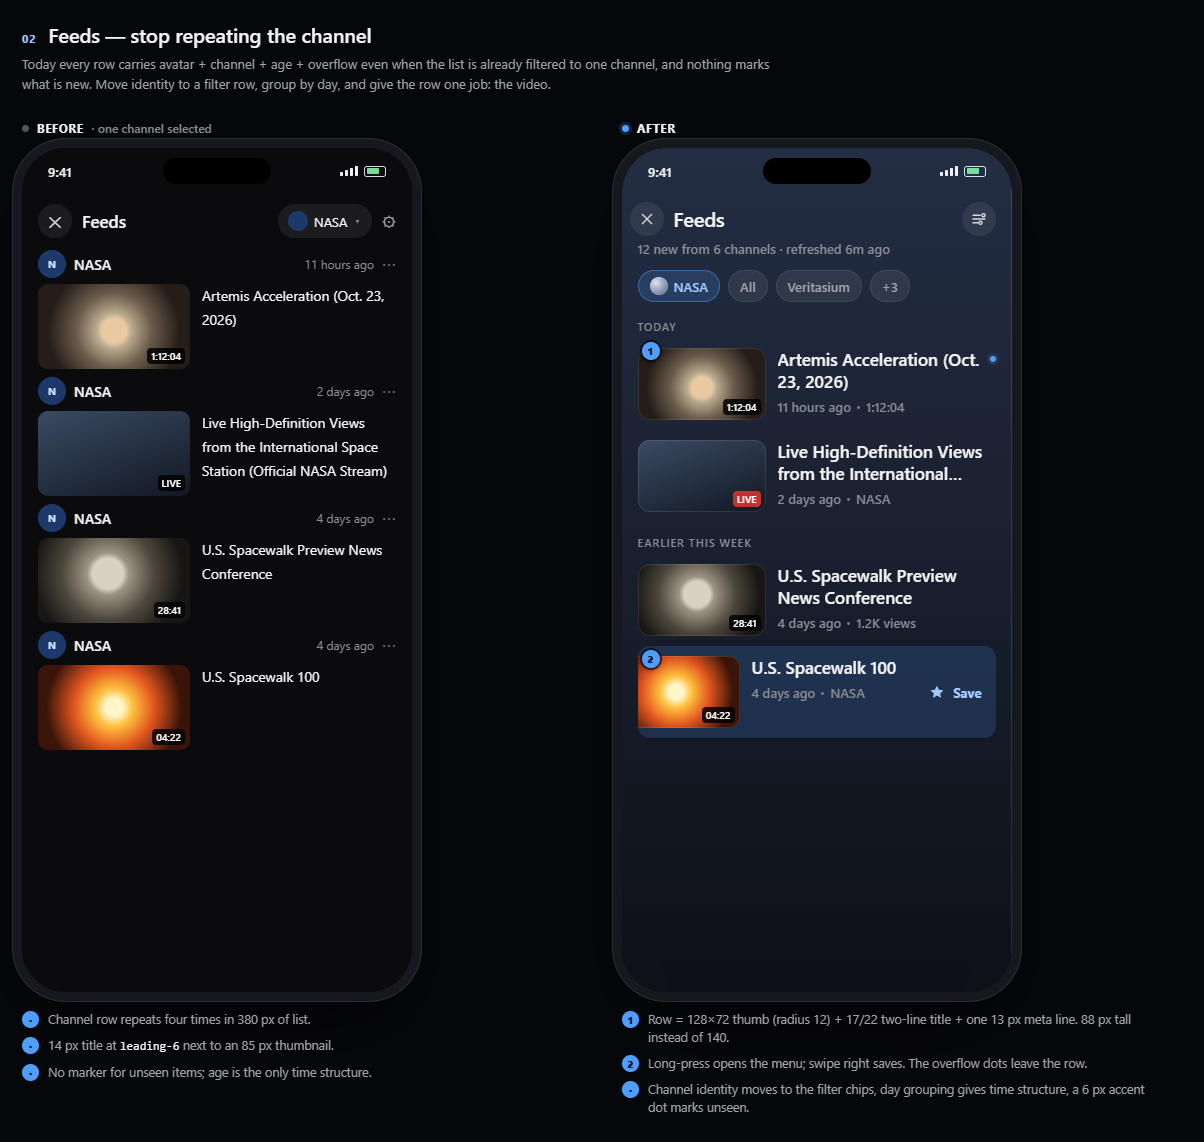 02 Feeds — stop repeating the channel
Today every row carries avatar + channel + age + overflow even when the list is already filtered to one channel, and nothing marks
what is new. Move identity to a filter row, group by day, and give the row one job: the video.
BEFORE · one channel selected
9:41
Feeds
NASA
N NASA 11 hours ago ···
Artemis Acceleration (Oct. 23,
2026)
1:12:04
N NASA 2 days ago ···
Live High-Definition Views
from the International Space
Station (Official NASA Stream)
LIVE
N NASA 4 days ago ···
U.S. Spacewalk Preview News
Conference
28:41
N NASA 4 days ago ···
U.S. Spacewalk 100
04:22
· Channel row repeats four times in 380 px of list.
· 14 px title at leading-6 next to an 85 px thumbnail.
· No marker for unseen items; age is the only time structure.
AFTER
9:41
Feeds
12 new from 6 channels · refreshed 6m ago
NASA All Veritasium +3
TODAY
1
Artemis Acceleration (Oct.
23, 2026)
11 hours ago • 1:12:04
1:12:04
Live High-Definition Views
from the International...
2 days ago • NASA
LIVE
EARLIER THIS WEEK
U.S. Spacewalk Preview
News Conference
4 days ago • 1.2K views
28:41
2
U.S. Spacewalk 100
4 days ago • NASA
★ Save
04:22
1 Row = 128×72 thumb (radius 12) + 17/22 two-line title + one 13 px meta line. 88 px tall
instead of 140.
2 Long-press opens the menu; swipe right saves. The overflow dots leave the row.
· Channel identity moves to the filter chips, day grouping gives time structure, a 6 px accent
dot marks unseen.